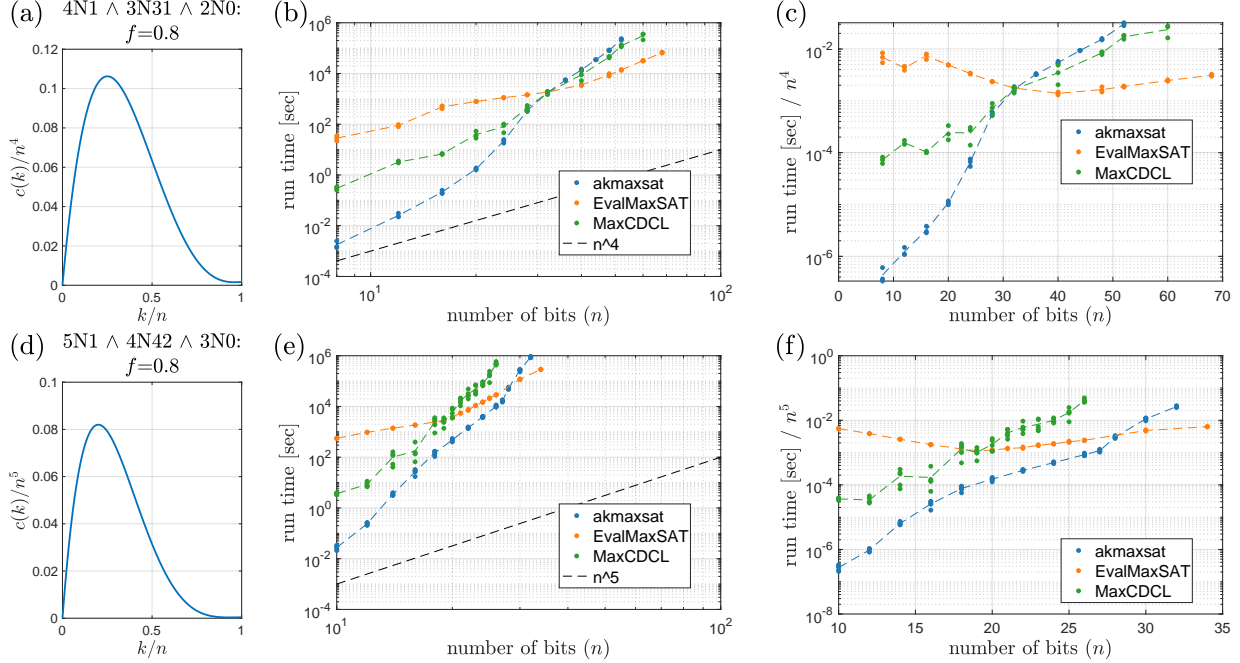 (a)
4N1 ∧ 3N31 ∧ 2N0:
f=0.8
0.12
0.10
0.08
0.06
0.04
0.02
0
c(k)/n^4
0 0.5 1
k/n
(b)
10^6
10^4
10^2
10^0
10^-2
10^-4
run time [sec]
akmaxsat
EvalMaxSAT
MaxCDCL
n^4
10^1 10^2
number of bits (n)
(c)
10^-2
10^-4
10^-6
run time [sec] / n^4
akmaxsat
EvalMaxSAT
MaxCDCL
0 10 20 30 40 50 60 70
number of bits (n)
(d)
5N1 ∧ 4N42 ∧ 3N0:
f=0.8
0.1
0.08
0.06
0.04
0.02
0
c(k)/n^5
0 0.5 1
k/n
(e)
10^6
10^4
10^2
10^0
10^-2
10^-4
run time [sec]
akmaxsat
EvalMaxSAT
MaxCDCL
n^5
10^1 10^2
number of bits (n)
(f)
10^0
10^-2
10^-4
10^-6
10^-8
run time [sec] / n^5
akmaxsat
EvalMaxSAT
MaxCDCL
10 15 20 25 30 35
number of bits (n)